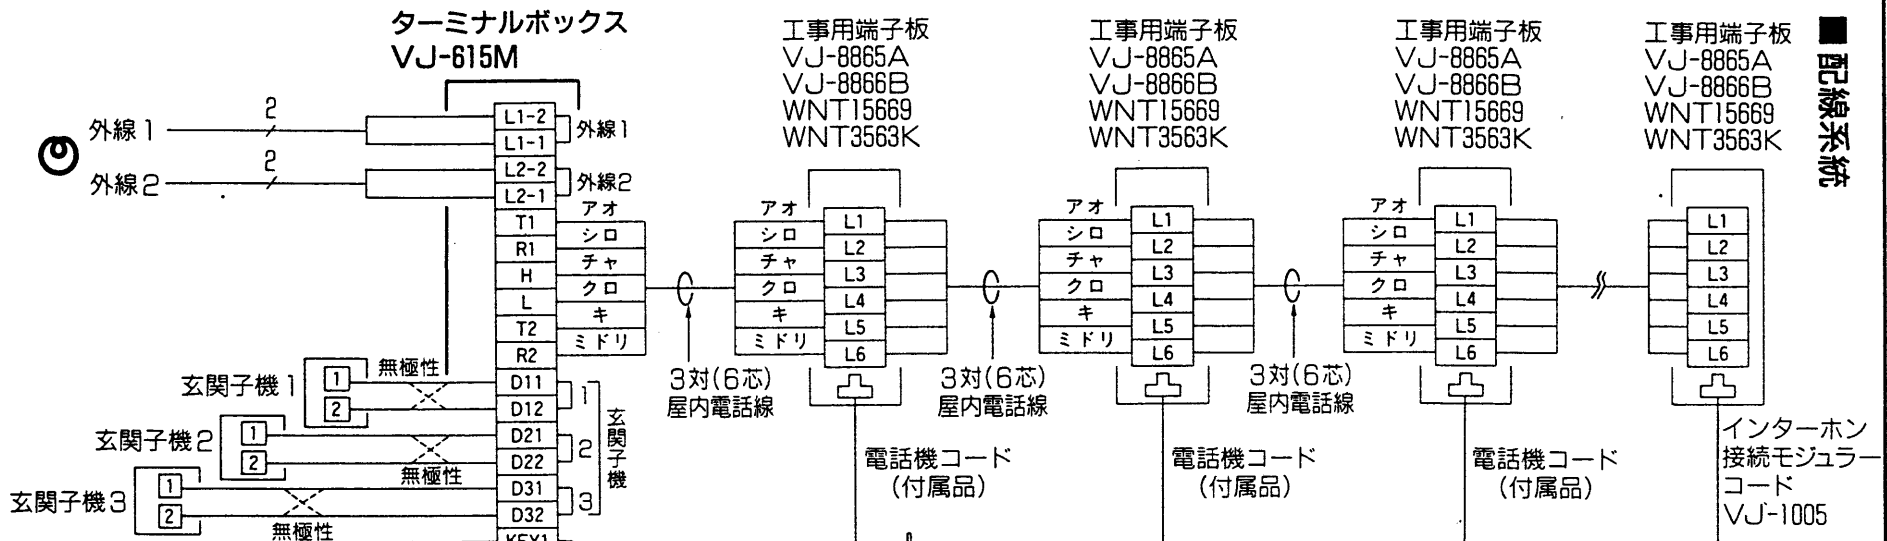 ■配線系統
ターミナルボックス
VJ-615M
外線1
2
外線2
2
L1-2
L1-1
L2-2
L2-1
T1
R1
H
L
T2
R2
D11
D12
D21
D22
D31
D32
KEY1
外線1
外線2
アオ
シロ
チャ
クロ
キ
ミドリ
玄関子機1
1
2
無極性
玄関子機2
1
2
無極性
玄関子機3
1
2
無極性
1
2
3
玄関子機
3対(6芯)
屋内電話線
工事用端子板
VJ-8865A
VJ-8866B
WNT15669
WNT3563K
アオ
シロ
チャ
クロ
キ
ミドリ
L1
L2
L3
L4
L5
L6
電話機コード
(付属品)
3対(6芯)
屋内電話線
工事用端子板
VJ-8865A
VJ-8866B
WNT15669
WNT3563K
アオ
シロ
チャ
クロ
キ
ミドリ
L1
L2
L3
L4
L5
L6
電話機コード
(付属品)
3対(6芯)
屋内電話線
工事用端子板
VJ-8865A
VJ-8866B
WNT15669
WNT3563K
アオ
シロ
チャ
クロ
キ
ミドリ
L1
L2
L3
L4
L5
L6
電話機コード
(付属品)
工事用端子板
VJ-8865A
VJ-8866B
WNT15669
WNT3563K
L1
L2
L3
L4
L5
L6
インターホン
接続モジュラー
コード
VJ-1005